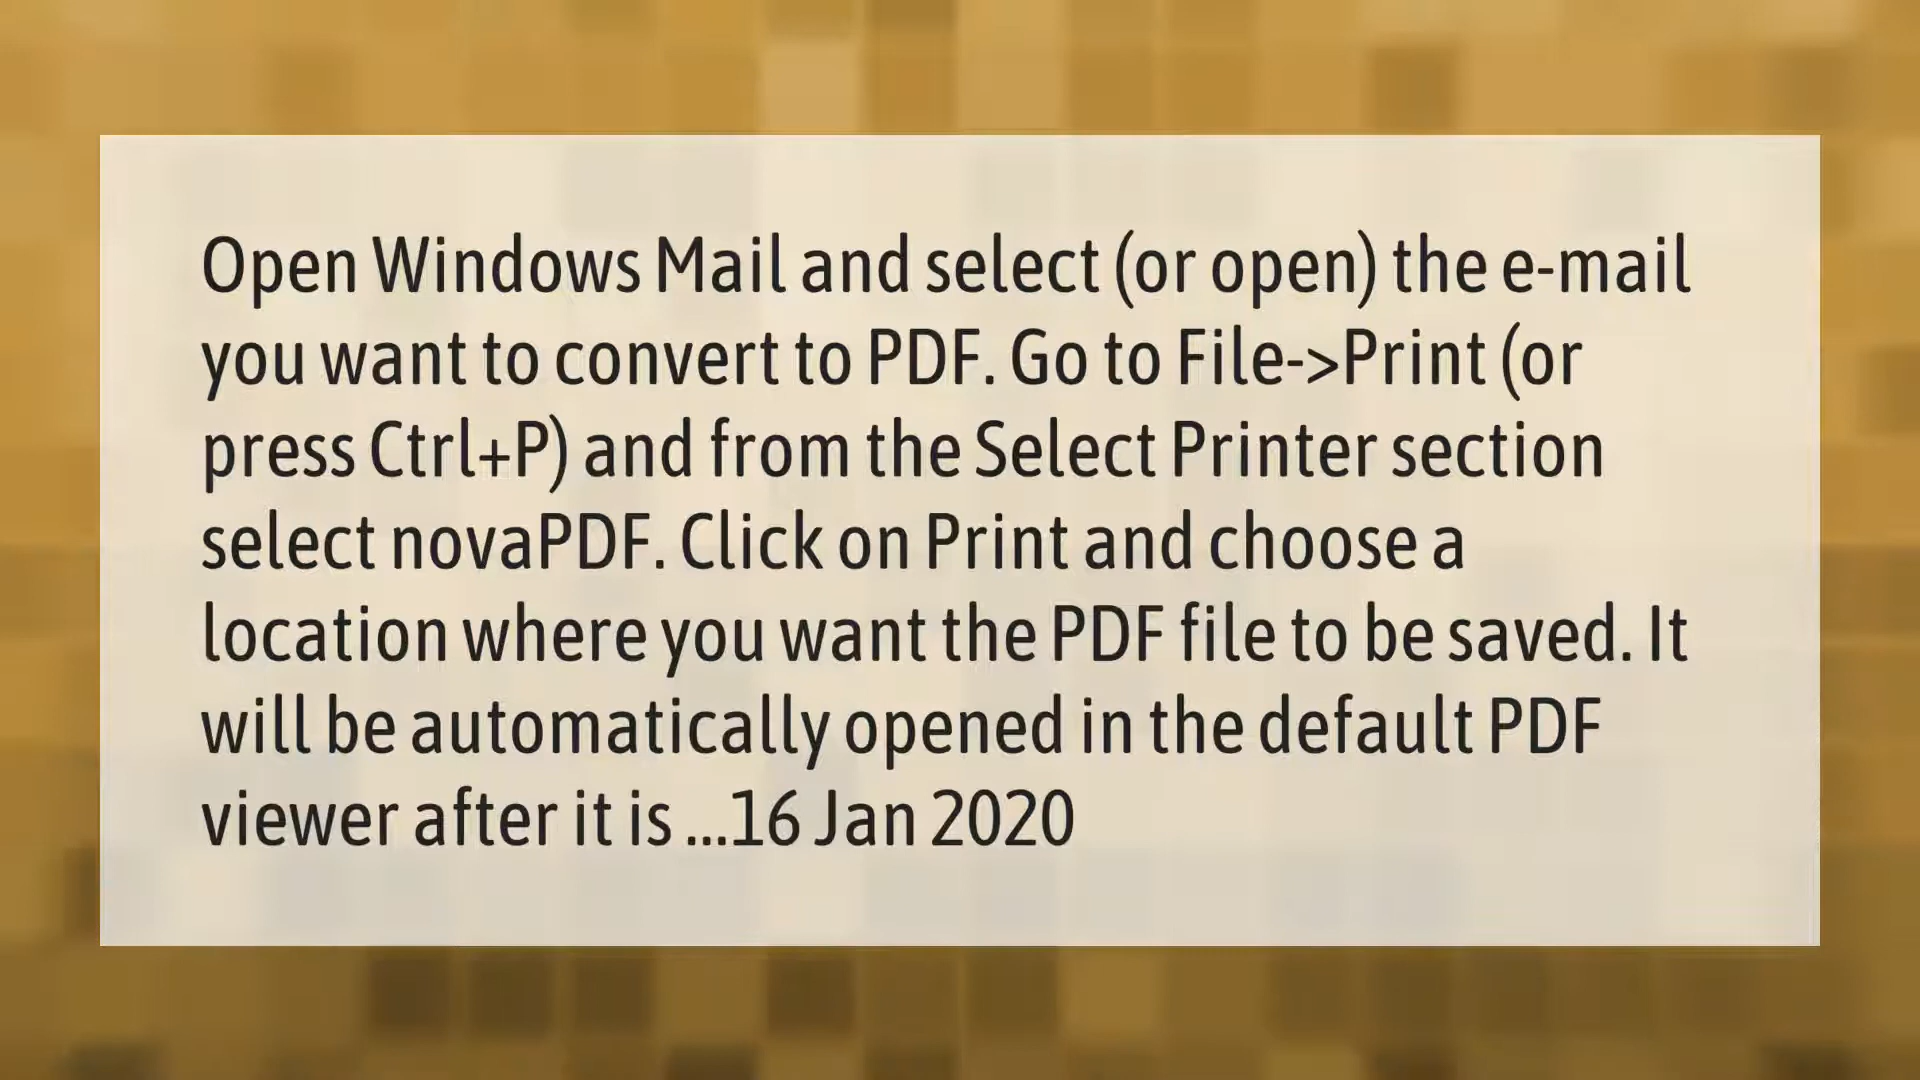 Open Windows Mail and select (or open) the e-mail
you want to convert to PDF. Go to File->Print (or
press Ctrl+P) and from the Select Printer section
select novaPDF. Click on Print and choose a
location where you want the PDF file to be saved. It
will be automatically opened in the default PDF
viewer after it is ...16 Jan 2020